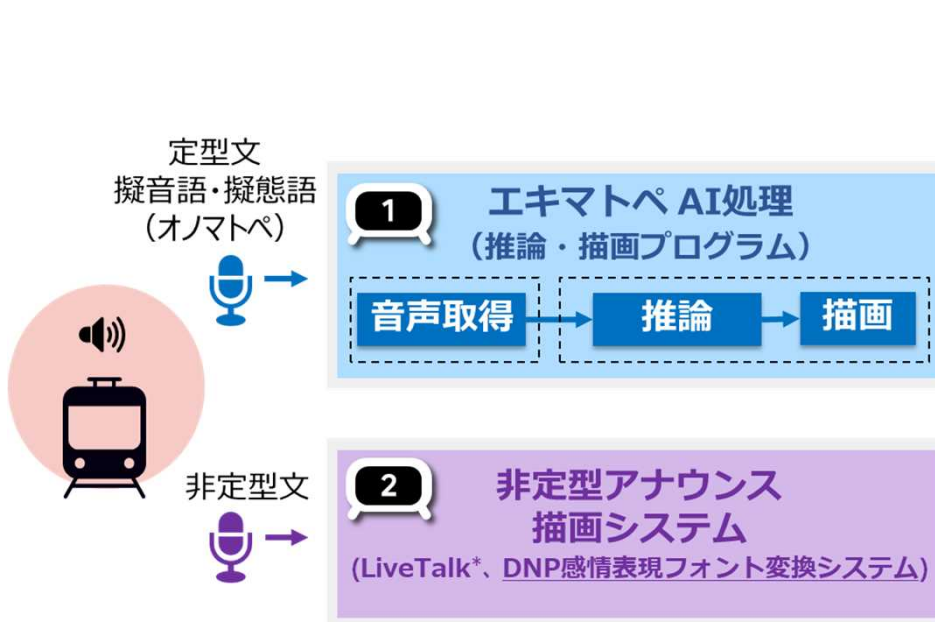 定型文
擬音語・擬態語
（オノマトペ）
1
エキマトペ AI処理
（推論・描画プログラム）
音声取得
推論
描画
非定型文
2
非定型アナウンス
描画システム
(LiveTalk*、DNP感情表現フォント変換システム)